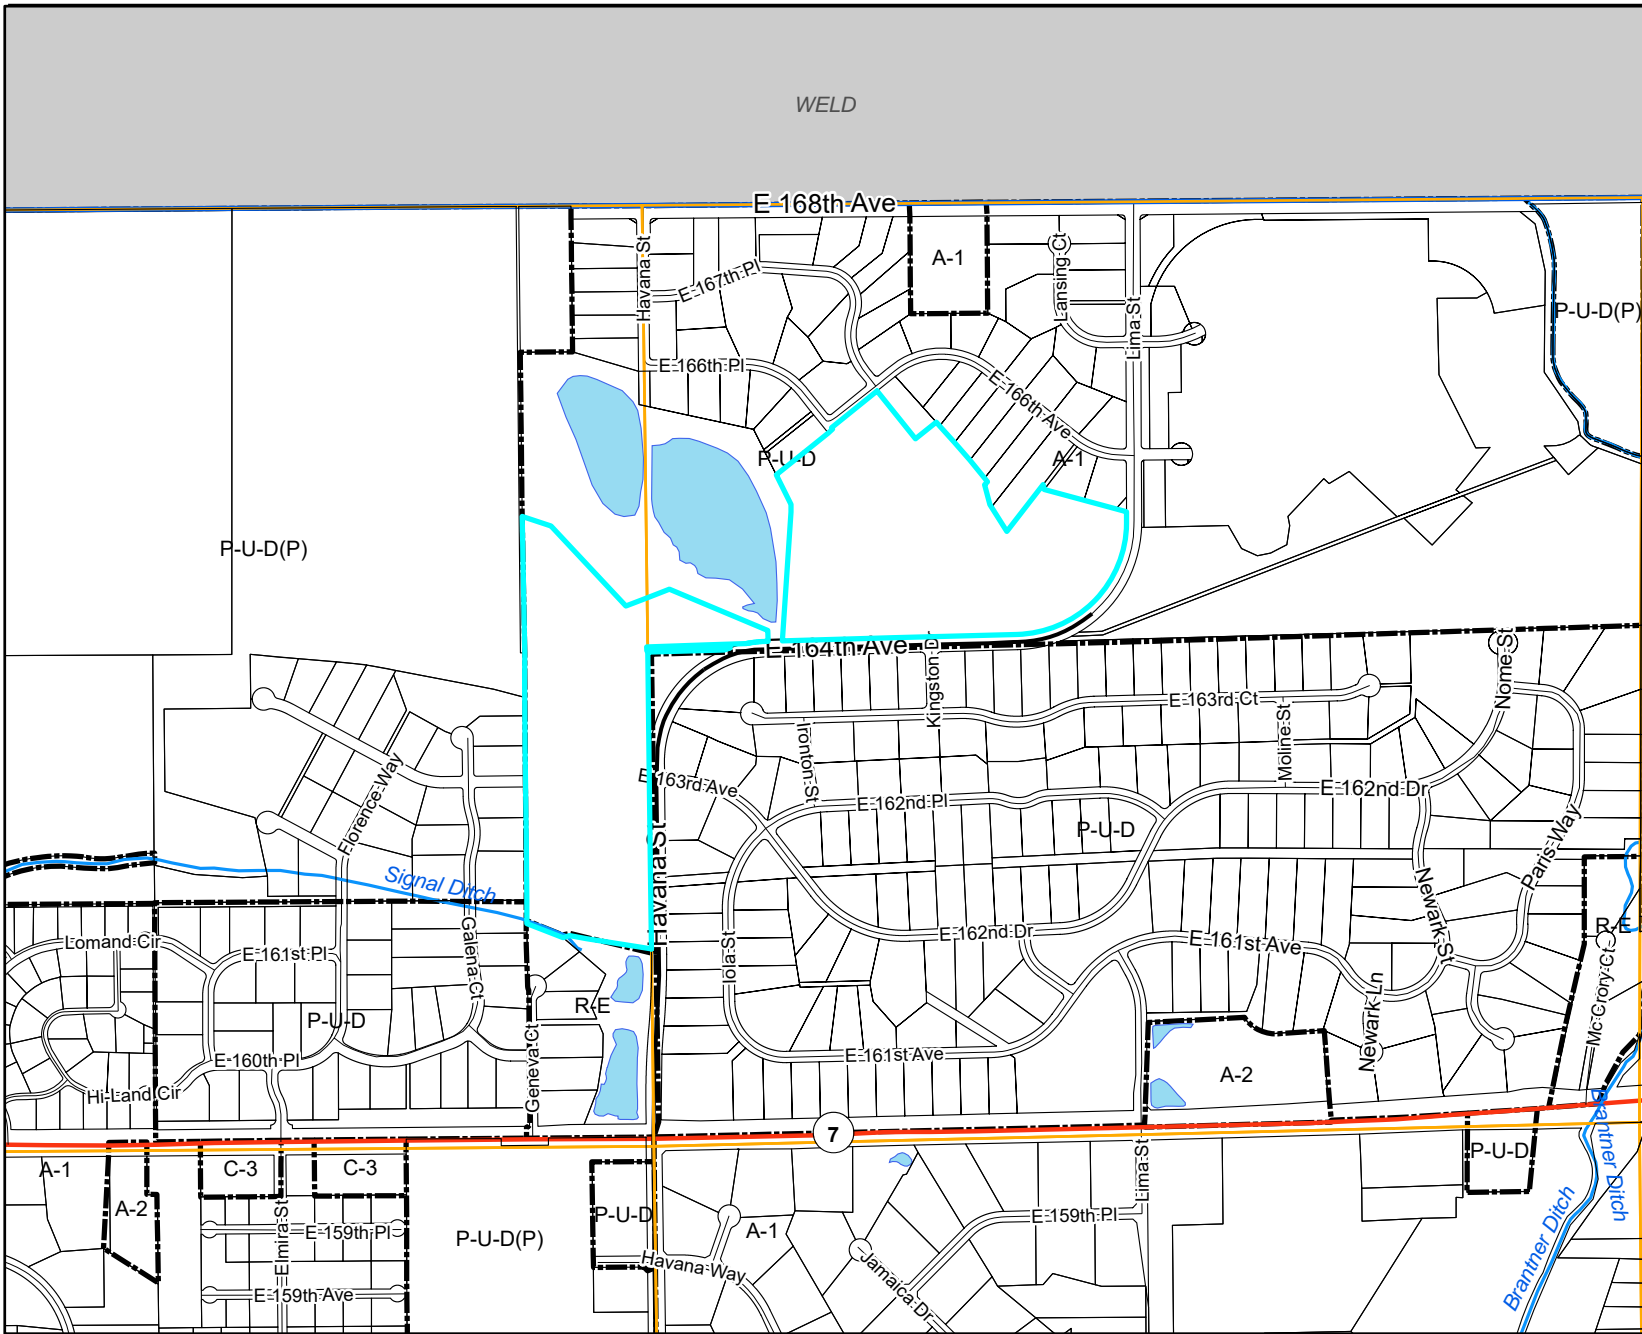 WELD
E 168th Ave
Havana St
E 167th Pl
A-1
Lansing Ct
Lima St
P-U-D(P)
E 166th Pl
E 166th Ave
P-U-D
A-1
P-U-D(P)
E 164th Ave
Kingston D
Nome St
E 163rd Ct
Ironton St
Moline St
E 163rd Ave
Florence Way
E 162nd Pl
E 162nd Dr
P-U-D
Havana St
Paris Way
Signal Ditch
Newark St
R-E
Lomand Cir
E 161st Pl
Galena Ct
Iola St
E 162nd Dr
E 161st Ave
Mc Crory Ct
R-E
P-U-D
Newark Ln
E 160th Pl
E 161st Ave
Geneva Ct
A-2
Hi-Land Cir
Brantner Ditch
7
A-1
C-3
C-3
Lima St
P-U-D
A-2
Elmira St
E 159th Pl
P-U-D(P)
P-U-D
A-1
E 159th Pl
Havana Way
Jamaica Dr
Brantner Ditch
E 159th Ave